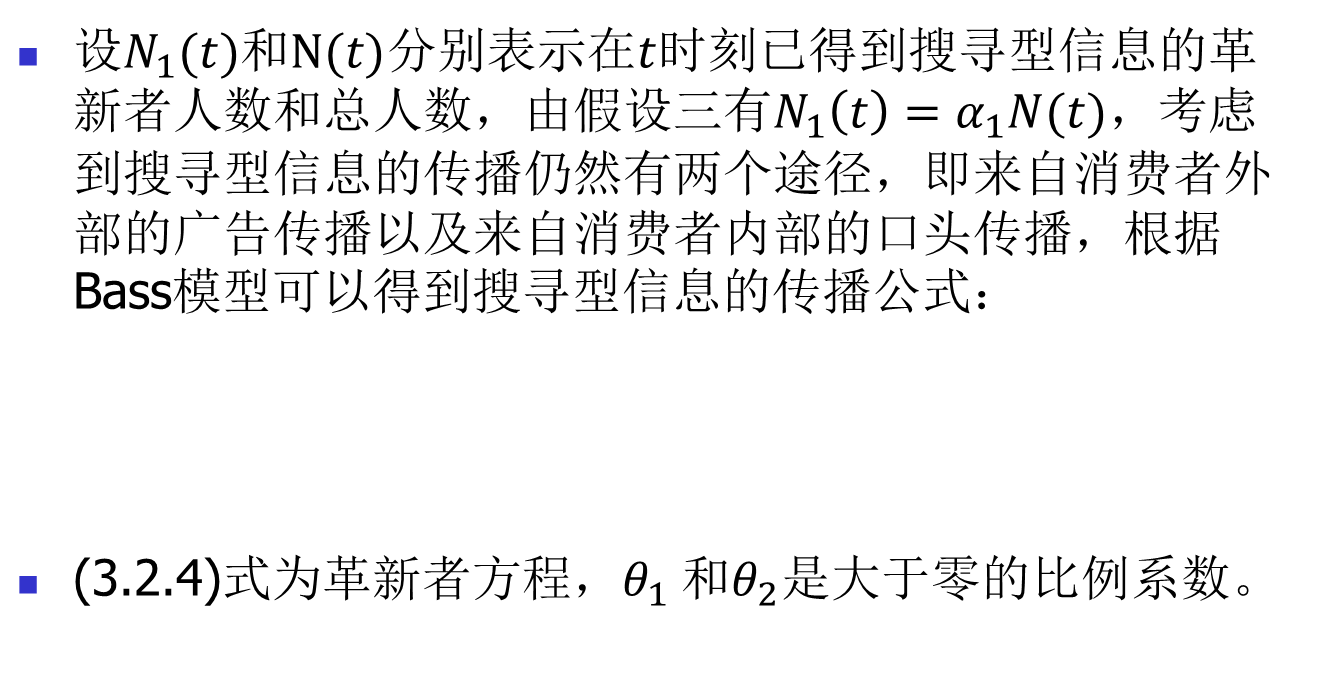 设N₁(t)和N(t)分别表示在t时刻已得到搜寻型信息的革
新者人数和总人数，由假设三有N₁(t) = α₁N(t)，考虑
到搜寻型信息的传播仍然有两个途径，即来自消费者外
部的广告传播以及来自消费者内部的口头传播，根据
Bass模型可以得到搜寻型信息的传播公式：
(3.2.4)式为革新者方程，θ₁ 和θ₂是大于零的比例系数。